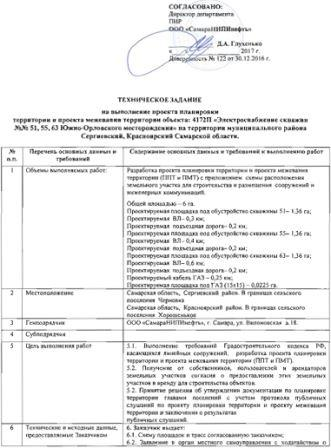 СОГЛАСОВАНО:
Директор департамента
ПИР
ООО «СамараНИПИнефть»
Д.А. Глухенько
2017 г.
Доверенность № 122 от 30.12.2016 г.
ТЕХНИЧЕСКОЕ ЗАДАНИЕ
на выполнение проекта планировки
территории и проекта межевания территории объекта: 4172П «Электроснабжение скважин
№№ 51, 55, 63 Южно-Орловского месторождения» на территории муниципального района
Сергиевский, Красноярский Самарской области.
№ п.п.
Перечень основных данных и требований
Содержание основных данных и требований к выполнению работ
1
Объемы выполняемых работ:
Разработка проекта планировки территории и проекта межевания
территории (ППТ и ПМТ) с приложением схемы расположения
земельного участка для строительства и размещения сооружений и
инженерных коммуникаций.
Общей площадью – 6 га.
Проектируемая площадка под обустройство скважины 51– 1,36 га;
Проектируемая ВЛ– 0,3 км;
Проектируемая подъездная дорога– 0,2 км.
Проектируемая площадка под обустройство скважины 55– 1,36 га;
Проектируемая ВЛ– 0,4 км;
Проектируемая подъездная дорога– 0,2 км.
Проектируемая площадка под обустройство скважины 63– 1,36 га;
Проектируемая ВЛ– 0,6 км;
Проектируемая подъездная дорога– 0,2 км;
Проектируемый кабель ГАЗ – 0,25 км;
Проектируемая площадка под ГАЗ (15х15) – 0,0225 га.
2
Местоположение
Самарская область, Сергиевский район. В границах сельского
поселения Черновка
Самарская область, Красноярский район. В границах сельского
поселения Хорошенькое
3
Генподрядчик
ООО «СамараНИПИнефть», г. Самара, ул. Вилоновская д.18.
4
Субподрядчик
5
Цель выполнения работ
5.1. Выполнение требований Градостроительного кодекса РФ,
касающихся линейных сооружений, разработка проекта планировки
территории и проекта межевания территории (ППТ и ПМТ).
5.2. Получение от собственников, пользователей и арендаторов
земельных участков согласия о предоставлении этих земельных
участков в аренду для строительства объектов.
5.2. Принятие решения об утверждении документации по планировке
территории главами поселений с учетом протокола публичных
слушаний по проекту планировки территории и проекту межевания
территории и заключения о результатах
публичных слушаний.
6
Технические и исходные данные, предоставляемые Заказчиком
6. Заказчик выдает:
6.1. Схему площадок и трасс согласованную заказчиком;
6.2. Заявления в орган местного самоуправления с ходатайством о